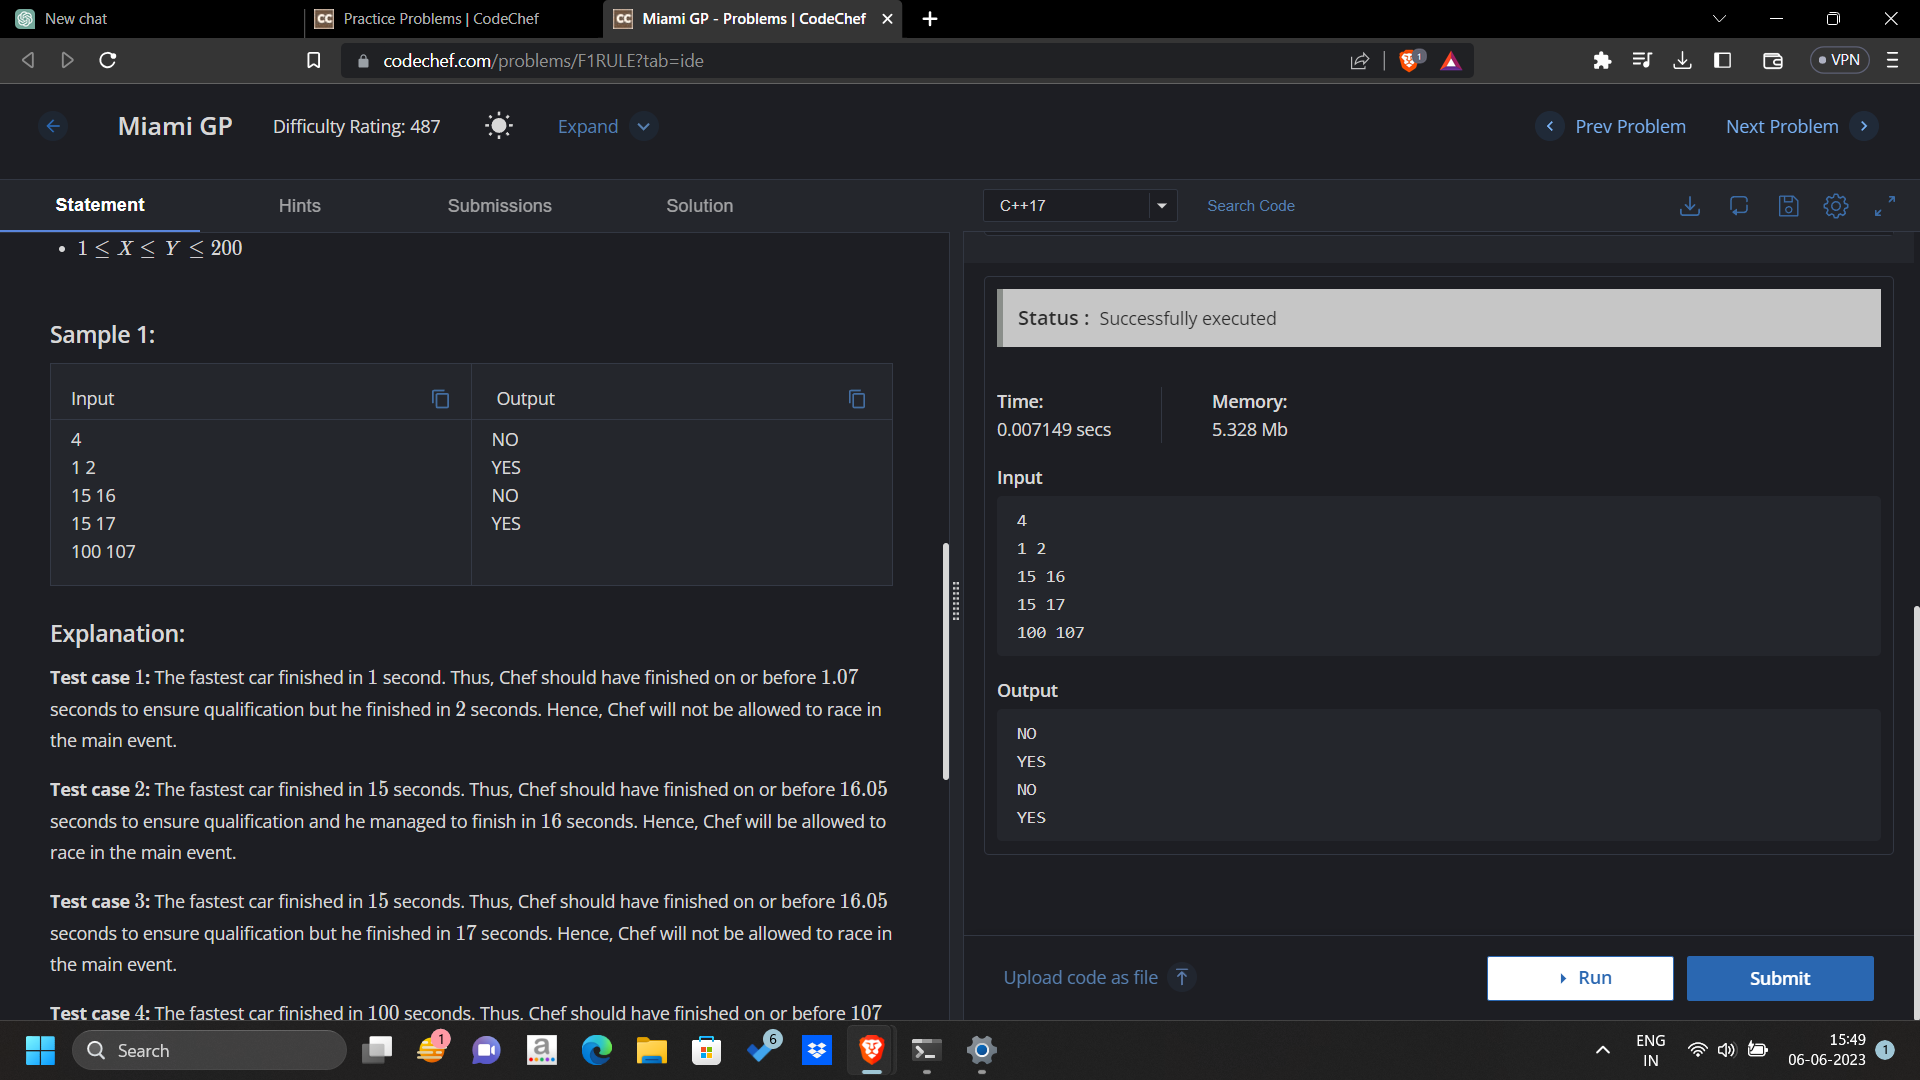 New chat
Practice Problems | CodeChef
Miami GP - Problems | CodeChef
codechef.com/problems/F1RULE?tab=ide
1
VPN
Miami GP
Difficulty Rating: 487
Expand
Prev Problem
Next Problem
Statement
Hints
Submissions
Solution
C++17
Search Code
• 1 ≤ X ≤ Y ≤ 200
Sample 1:
Input
Output
4
1 2
15 16
15 17
100 107
NO
YES
NO
YES
Explanation:
Test case 1: The fastest car finished in 1 second. Thus, Chef should have finished on or before 1.07
seconds to ensure qualification but he finished in 2 seconds. Hence, Chef will not be allowed to race in
the main event.
Test case 2: The fastest car finished in 15 seconds. Thus, Chef should have finished on or before 16.05
seconds to ensure qualification and he managed to finish in 16 seconds. Hence, Chef will be allowed to
race in the main event.
Test case 3: The fastest car finished in 15 seconds. Thus, Chef should have finished on or before 16.05
seconds to ensure qualification but he finished in 17 seconds. Hence, Chef will not be allowed to race in
the main event.
Test case 4: The fastest car finished in 100 seconds. Thus, Chef should have finished on or before 107
Status : Successfully executed
Time:
0.007149 secs
Memory:
5.328 Mb
Input
4
1 2
15 16
15 17
100 107
Output
NO
YES
NO
YES
Upload code as file
Run
Submit
Search
1
a
6
ENG
IN
15:49
06-06-2023
1